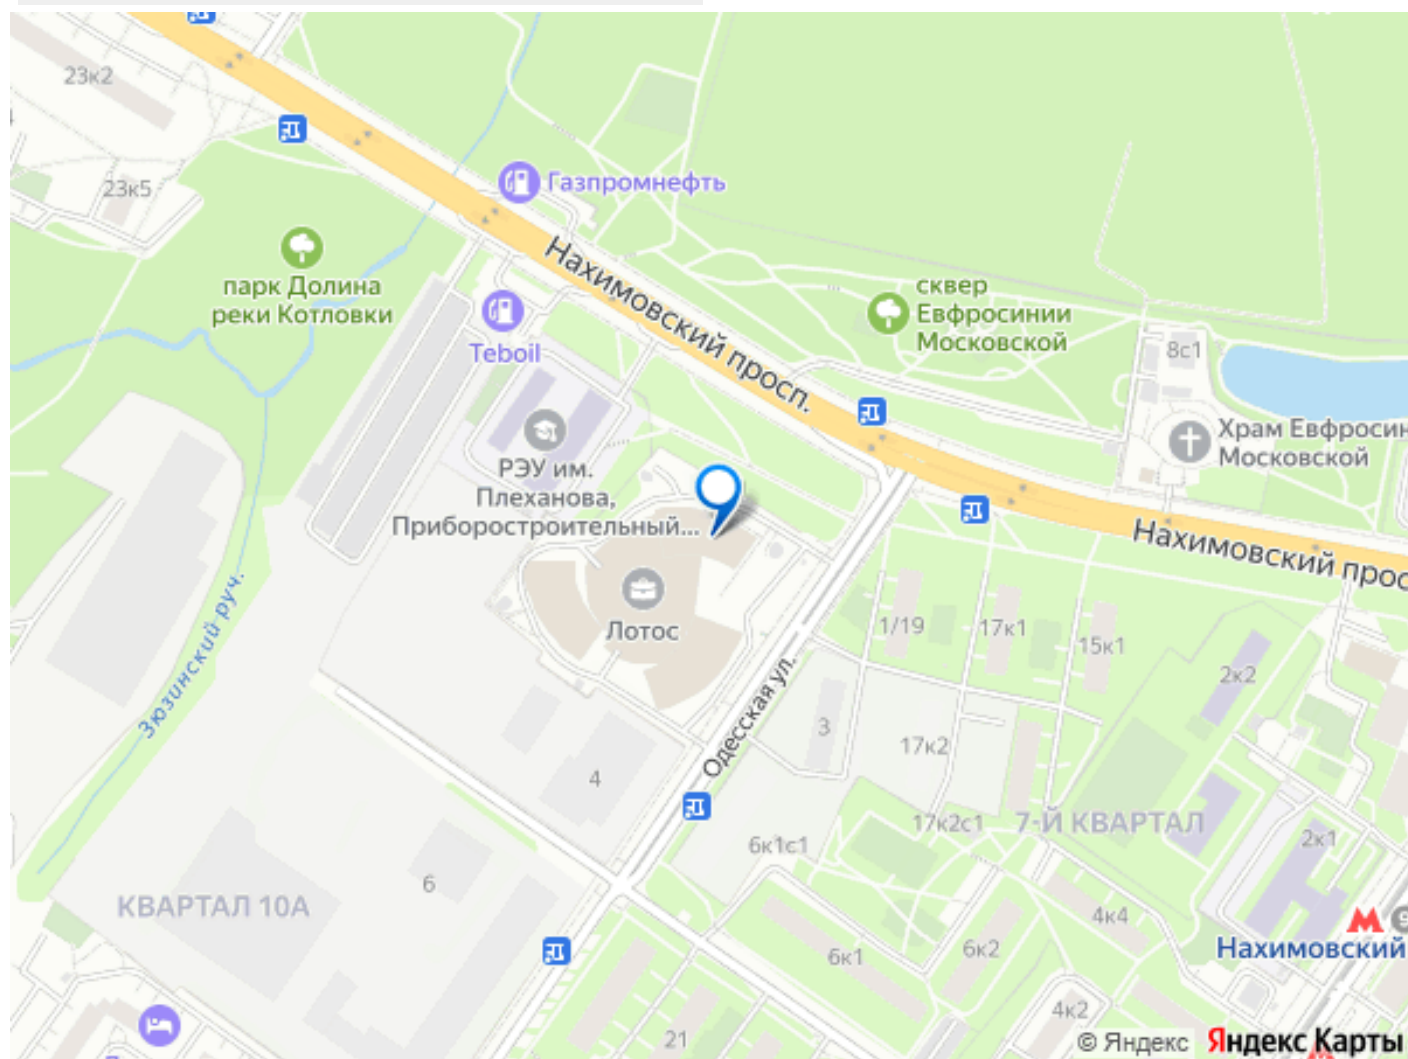 23к2
23к5
Газпромнефть
парк Долина
реки Котловки
Teboil
Нахимовский просп.
сквер
Евфросинии
Московской
8с1
Храм Евфросин
Московской
РЭУ им.
Плеханова,
Приборостроительный...
Нахимовский прос
Лотос
Зюзинский руч.
Одесская ул.
1/19
17к1
15к1
2к2
3
17к2
4
17к2с1
7-Й КВАРТАЛ
6к1с1
2к1
6
КВАРТАЛ 10А
4к4
Нахимовский
6к1
6к2
4к2
21
© Яндекс Яндекс Карты